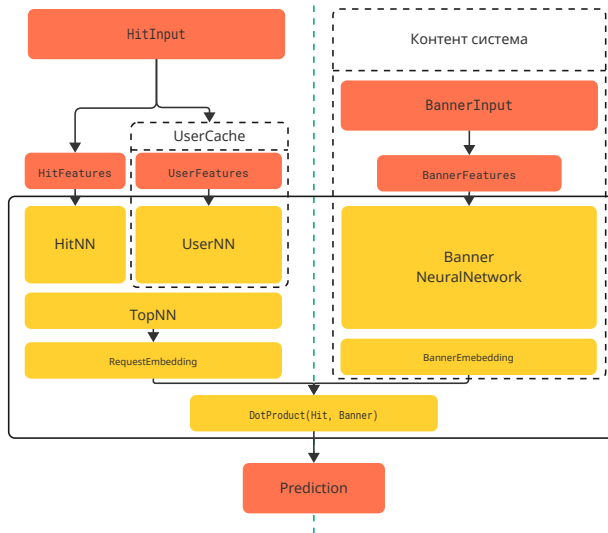 HitInput
Контент система
BannerInput
UserCache
HitFeatures
UserFeatures
BannerFeatures
HitNN
UserNN
Banner
NeuralNetwork
TopNN
RequestEmbedding
BannerEmebedding
DotProduct(Hit, Banner)
Prediction